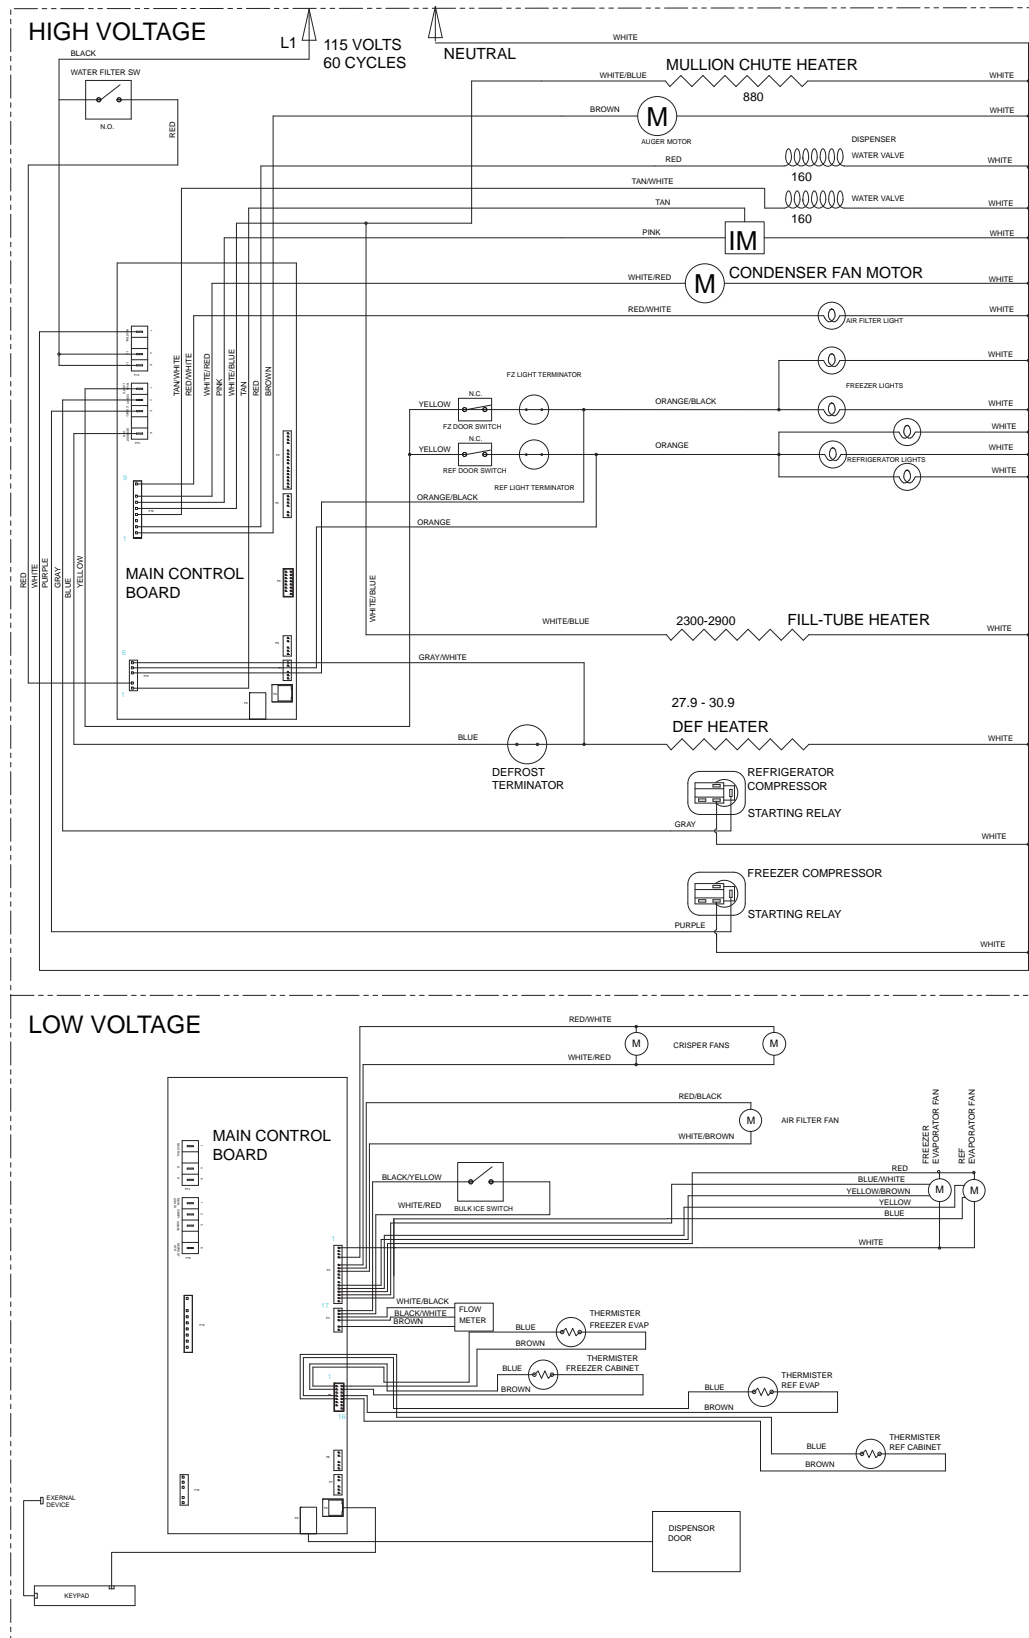 HIGH VOLTAGE
L1
115 VOLTS
60 CYCLES
NEUTRAL
WHITE
BLACK
WATER FILTER SW
N.O.
RED
WHITE/BLUE
MULLION CHUTE HEATER
880
WHITE
BROWN
M
AUGER MOTOR
WHITE
RED
DISPENSER
WATER VALVE
160
WHITE
TAN/WHITE
WATER VALVE
160
WHITE
TAN
PINK
IM
WHITE
WHITE/RED
M
CONDENSER FAN MOTOR
WHITE
RED/WHITE
AIR FILTER LIGHT
WHITE
TAN/WHITE
RED/WHITE
WHITE/RED
PINK
WHITE/BLUE
TAN
RED
BROWN
FZ LIGHT TERMINATOR
WHITE
FREEZER LIGHTS
YELLOW
N.C.
FZ DOOR SWITCH
ORANGE/BLACK
WHITE
WHITE
YELLOW
N.C.
REF DOOR SWITCH
REF LIGHT TERMINATOR
ORANGE
REFRIGERATOR LIGHTS
WHITE
WHITE
ORANGE/BLACK
ORANGE
RED
WHITE
PURPLE
GRAY
BLUE
YELLOW
MAIN CONTROL
BOARD
WHITE/BLUE
WHITE/BLUE
2300-2900
FILL-TUBE HEATER
WHITE
GRAY/WHITE
27.9 - 30.9
DEF HEATER
BLUE
DEFROST
TERMINATOR
WHITE
REFRIGERATOR
COMPRESSOR
STARTING RELAY
GRAY
WHITE
FREEZER COMPRESSOR
STARTING RELAY
PURPLE
WHITE
LOW VOLTAGE
RED/WHITE
M
CRISPER FANS
M
WHITE/RED
RED/BLACK
M
AIR FILTER FAN
WHITE/BROWN
MAIN CONTROL
BOARD
BLACK/YELLOW
WHITE/RED
BULK ICE SWITCH
FREEZER
EVAPORATOR FAN
REF
EVAPORATOR FAN
RED
BLUE/WHITE
YELLOW/BROWN
YELLOW
BLUE
WHITE
M
M
1
17
WHITE/BLACK
BLACK/WHITE
BROWN
FLOW
METER
BLUE
BROWN
THERMISTER
FREEZER EVAP
BLUE
BROWN
THERMISTER
FREEZER CABINET
BLUE
BROWN
THERMISTER
REF EVAP
1
16
BLUE
BROWN
THERMISTER
REF CABINET
EXERNAL
DEVICE
DISPENSOR
DOOR
KEYPAD